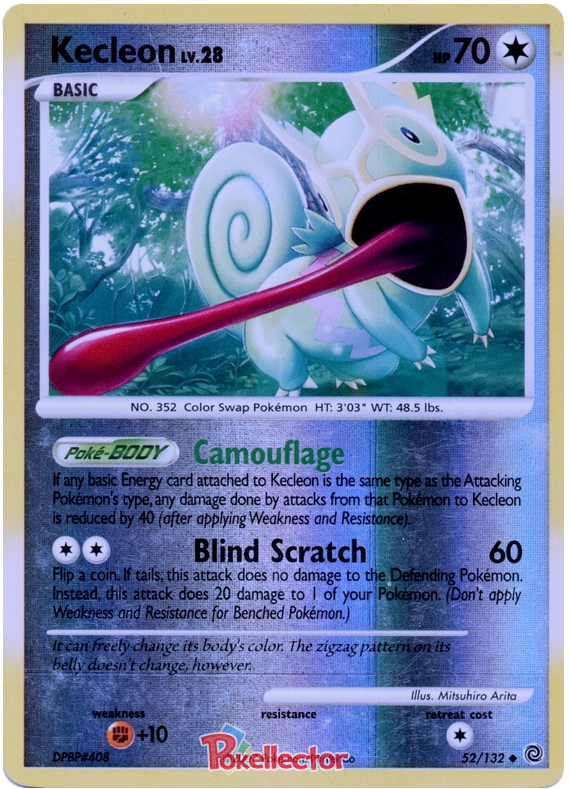 Kecleon LV.28 HP 70
BASIC
NO. 352 Color Swap Pokémon HT: 3'03" WT: 48.5 lbs.
Poké-BODY Camouflage
If any basic Energy card attached to Kecleon is the same type as the Attacking
Pokémon's type, any damage done by attacks from that Pokémon to Kecleon
is reduced by 40 (after applying Weakness and Resistance).
Blind Scratch 60
Flip a coin. If tails, this attack does no damage to the Defending Pokémon.
Instead, this attack does 20 damage to 1 of your Pokémon. (Don't apply
Weakness and Resistance for Benched Pokémon.)
It can freely change its body's color. The zigzag pattern on its
belly doesn't change, however.
Illus. Mitsuhiro Arita
weakness resistance retreat cost
+10
DPBP#408 Pokellector 52/132